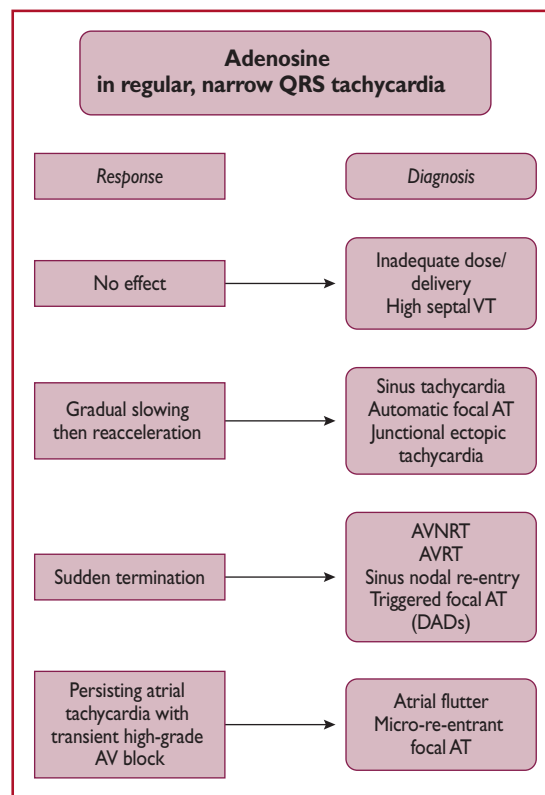 Adenosine
in regular, narrow QRS tachycardia
Response
Diagnosis
No effect
Inadequate dose/
delivery
High septal VT
Gradual slowing
then reacceleration
Sinus tachycardia
Automatic focal AT
Junctional ectopic
tachycardia
Sudden termination
AVNRT
AVRT
Sinus nodal re-entry
Triggered focal AT
(DADs)
Persisting atrial
tachycardia with
transient high-grade
AV block
Atrial flutter
Micro-re-entrant
focal AT